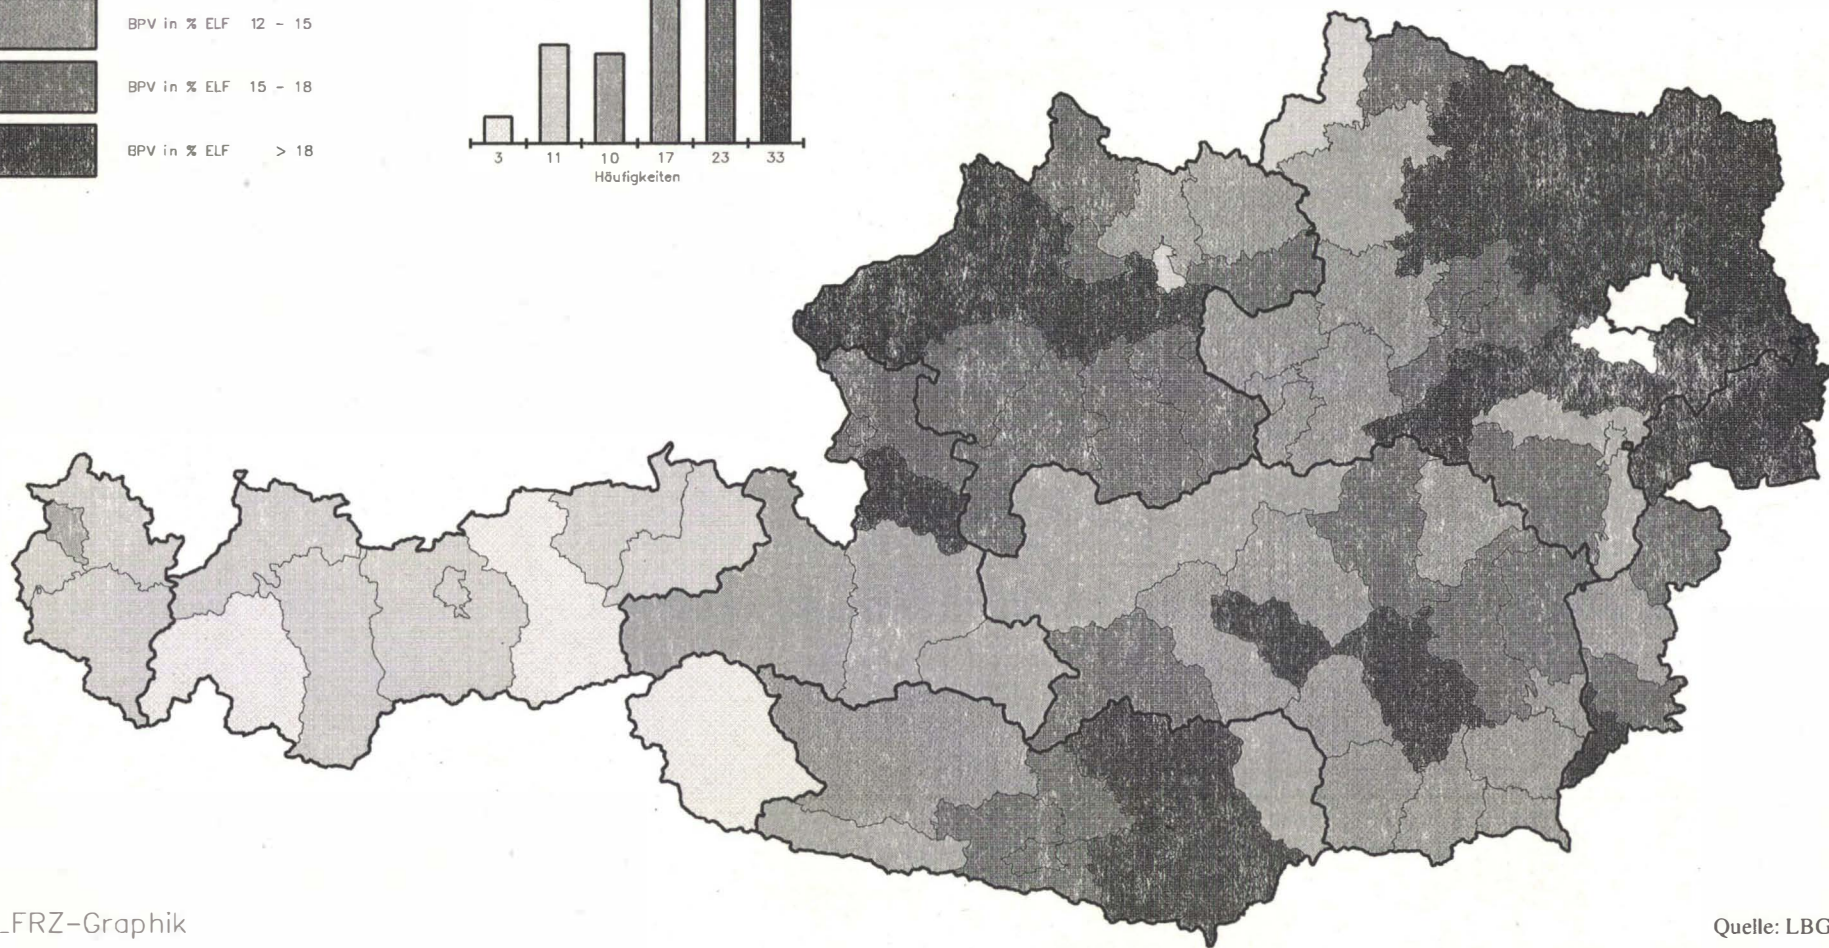 BPV in % ELF 12 - 15
BPV in % ELF 15 - 18
BPV in % ELF > 18
3 11 10 17 23 33
Häufigkeiten
_FRZ-Graphik
Quelle: LBG